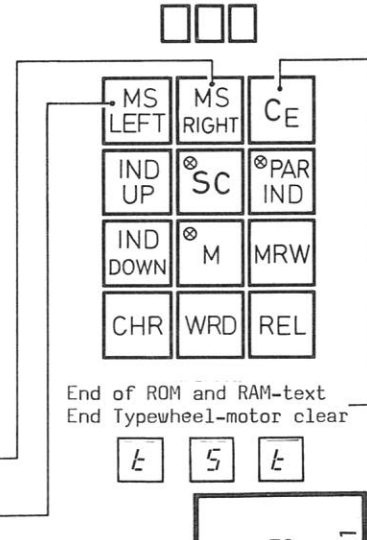 MS LEFT MS RIGHT CE
IND UP SC PAR IND
IND DOWN M MRW
CHR WRD REL
End of ROM and RAM-text
End Typewheel-motor clear
t S t